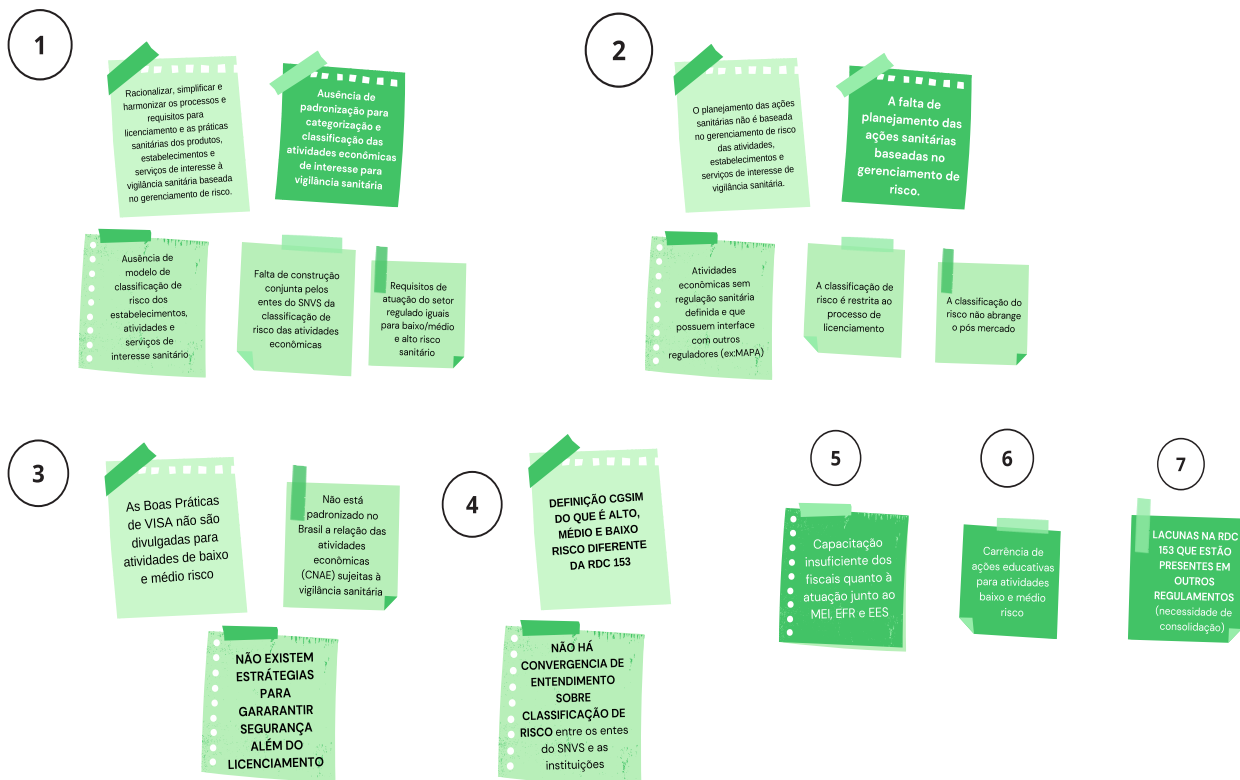 1
Racionalizar, simplificar e
harmonizar os processos e
requisitos para
licenciamento e as práticas
sanitárias dos produtos,
estabelecimentos e
serviços de interesse à
vigilância sanitária baseada
no gerenciamento de risco.
Ausência de
padronização para
categorização e
classificação das
atividades econômicas
de interesse para
vigilância sanitária
Ausência de
modelo de
classificação de
risco dos
estabelecimentos,
atividades e
serviços de
interesse sanitário
Falta de construção
conjunta pelos
entes do SNVS da
classificação de
risco das atividades
econômicas
Requisitos de
atuação do setor
regulado iguais
para baixo/médio
e alto risco
sanitário
2
O planejamento das ações
sanitárias não é baseada
no gerenciamento de risco
das atividades,
estabelecimentos e
serviços de interesse de
vigilância sanitária.
A falta de
planejamento das
ações sanitárias
baseadas no
gerenciamento de
risco.
Atividades
econômicas sem
regulação sanitária
definida e que
possuem interface
com outros
reguladores (ex:MAPA)
A classificação de
risco é restrita ao
processo de
licenciamento
A classificação do
risco não abrange
o pós mercado
3
As Boas Práticas
de VISA não são
divulgadas para
atividades de baixo
e médio risco
Não está
padronizado no
Brasil a relação das
atividades
econômicas
(CNAE) sujeitas à
vigilância sanitária
NÃO EXISTEM
ESTRÁTEGIAS
PARA
GARARANTIR
SEGURANÇA
ALÉM DO
LICENCIAMENTO
4
DEFINIÇÃO CGSIM
DO QUE É ALTO,
MÉDIO E BAIXO
RISCO DIFERENTE
DA RDC 153
NÃO HÁ
CONVERGENCIA DE
ENTENDIMENTO
SOBRE
CLASSIFICAÇÃO DE
RISCO entre os entes
do SNVS e as
instituições
5
Capacitação
insuficiente dos
fiscais quanto à
atuação junto ao
MEI, EFR e EES
6
Carrência de
ações educativas
para atividades
baixo e médio
risco
7
LACUNAS NA RDC
153 QUE ESTÃO
PRESENTES EM
OUTROS
REGULAMENTOS
(necessidade de
consolidação)